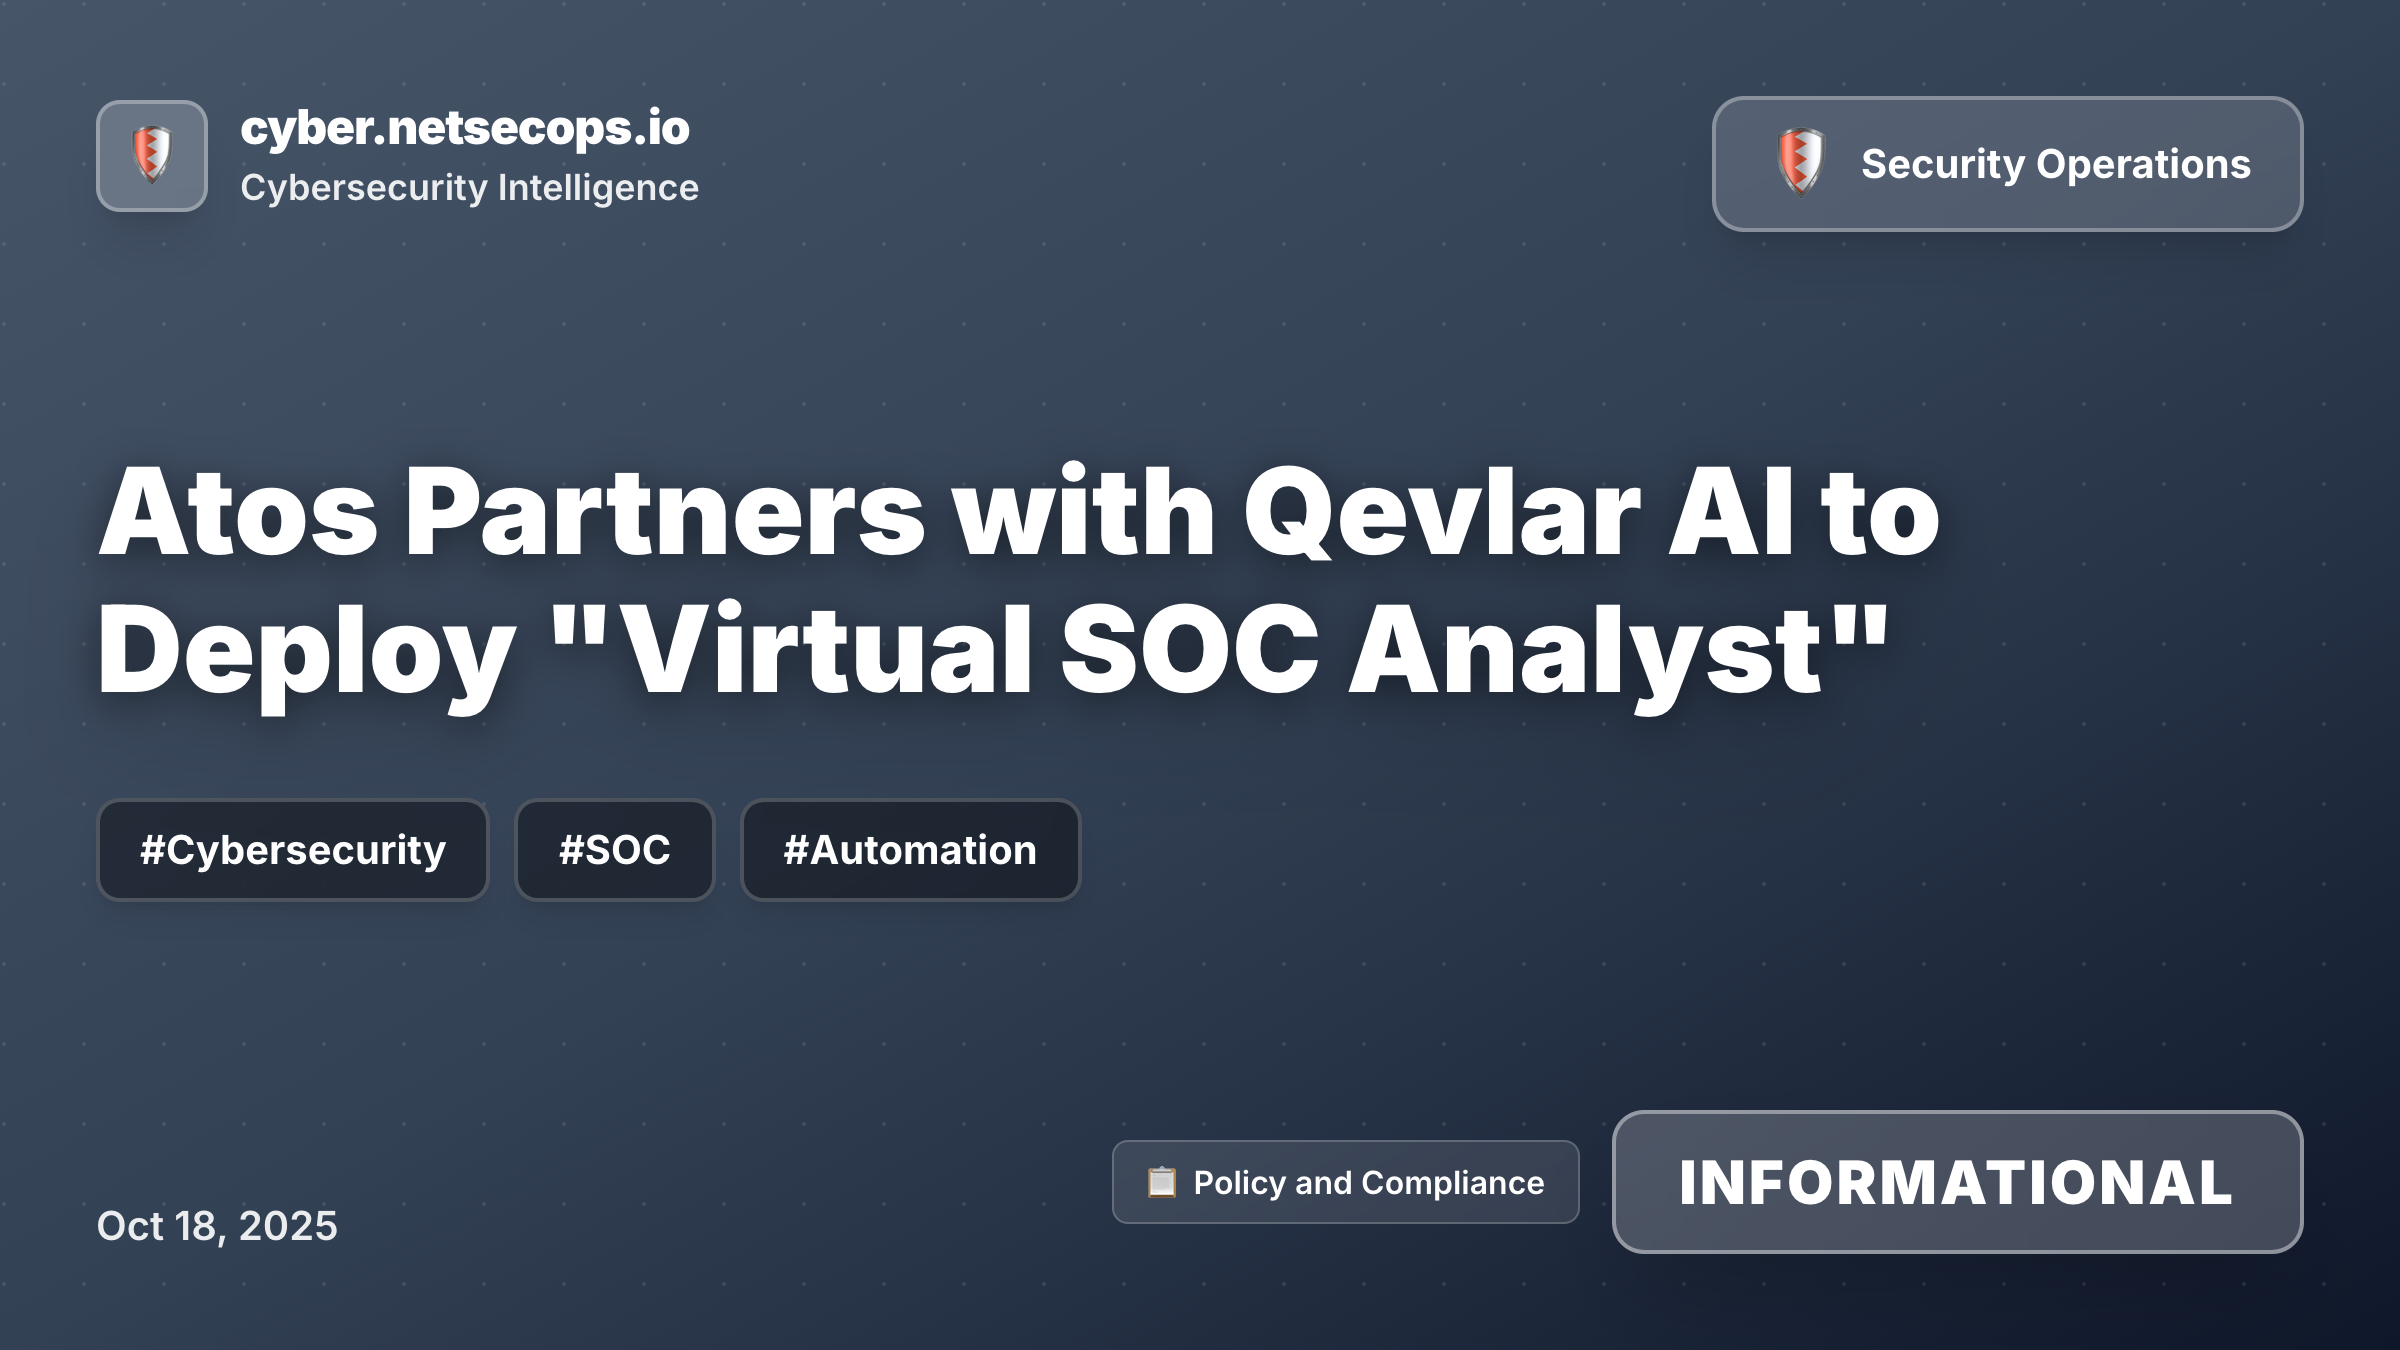 cyber.netsecops.io
Cybersecurity Intelligence
Security Operations
Atos Partners with Qevlar AI to
Deploy "Virtual SOC Analyst"
#Cybersecurity
#SOC
#Automation
Oct 18, 2025
Policy and Compliance
INFORMATIONAL